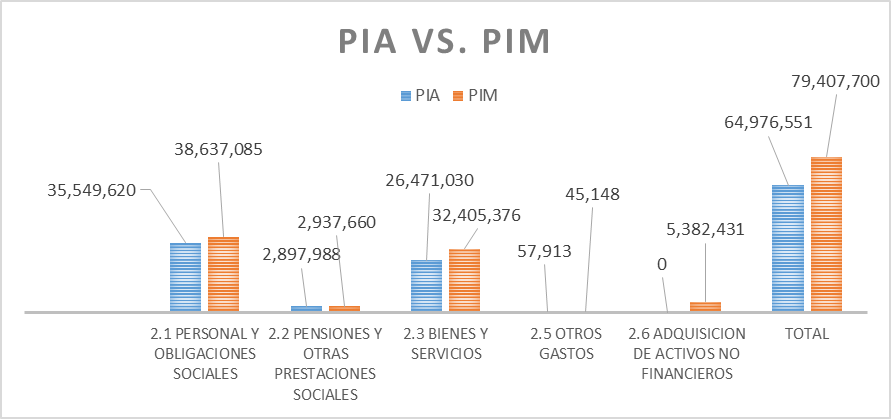 PIA VS. PIM
PIA PIM
35,549,620
38,637,085
2,897,988
2,937,660
26,471,030
32,405,376
57,913
45,148
0
5,382,431
64,976,551
79,407,700
2.1 PERSONAL Y
OBLIGACIONES
SOCIALES
2.2 PENSIONES Y
OTRAS
PRESTACIONES
SOCIALES
2.3 BIENES Y
SERVICIOS
2.5 OTROS
GASTOS
2.6 ADQUISICION
DE ACTIVOS NO
FINANCIEROS
TOTAL